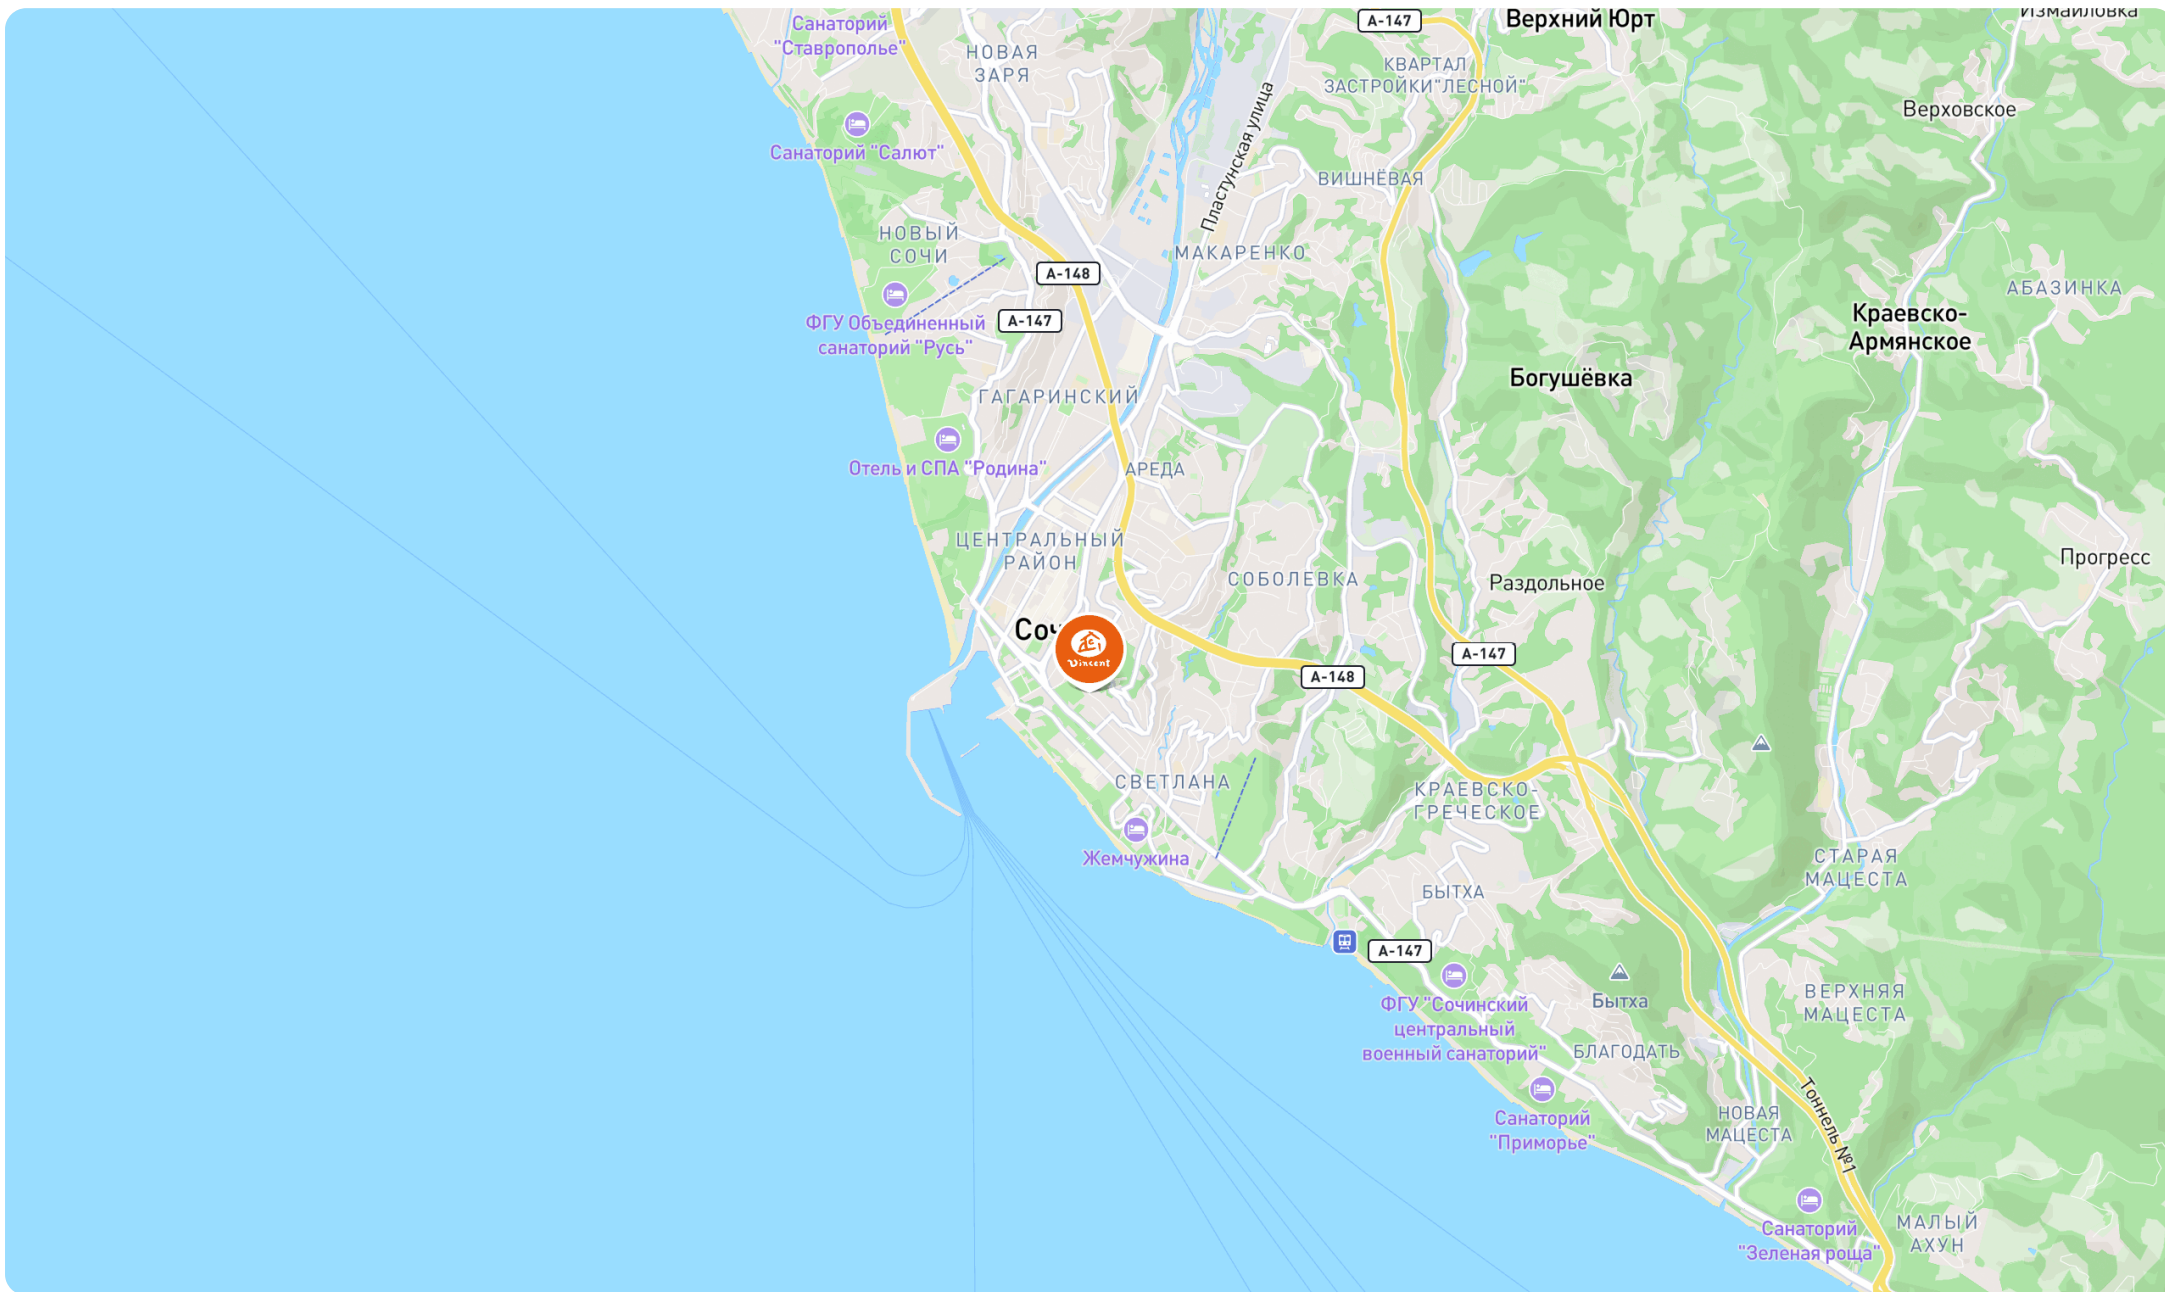 Санаторий
"Ставрополье"
НОВАЯ
ЗАРЯ
А-147
Верхний Юрт
Измайловка
КВАРТАЛ
ЗАСТРОЙКИ"ЛЕСНОЙ"
Верховское
Санаторий "Салют"
Пластунская улица
ВИШНЁВАЯ
НОВЫЙ
СОЧИ
МАКАРЕНКО
А-148
АБАЗИНКА
ФГУ Объединенный
санаторий "Русь"
А-147
Краевско-
Армянское
Богушёвка
ГАГАРИНСКИЙ
Отель и СПА "Родина"
АРЕДА
ЦЕНТРАЛЬНЫЙ
РАЙОН
Прогресс
СОБОЛЕВКА
Раздольное
Соч
Vincent
А-147
А-148
СВЕТЛАНА
КРАЕВСКО-
ГРЕЧЕСКОЕ
Жемчужина
СТАРАЯ
МАЦЕСТА
БЫТХА
А-147
ФГУ "Сочинский
центральный
военный санаторий"
Бытха
ВЕРХНЯЯ
МАЦЕСТА
БЛАГОДАТЬ
Санаторий
"Приморье"
НОВАЯ
МАЦЕСТА
Тоннель №1
Санаторий
"Зеленая роща"
МАЛЫЙ
АХУН